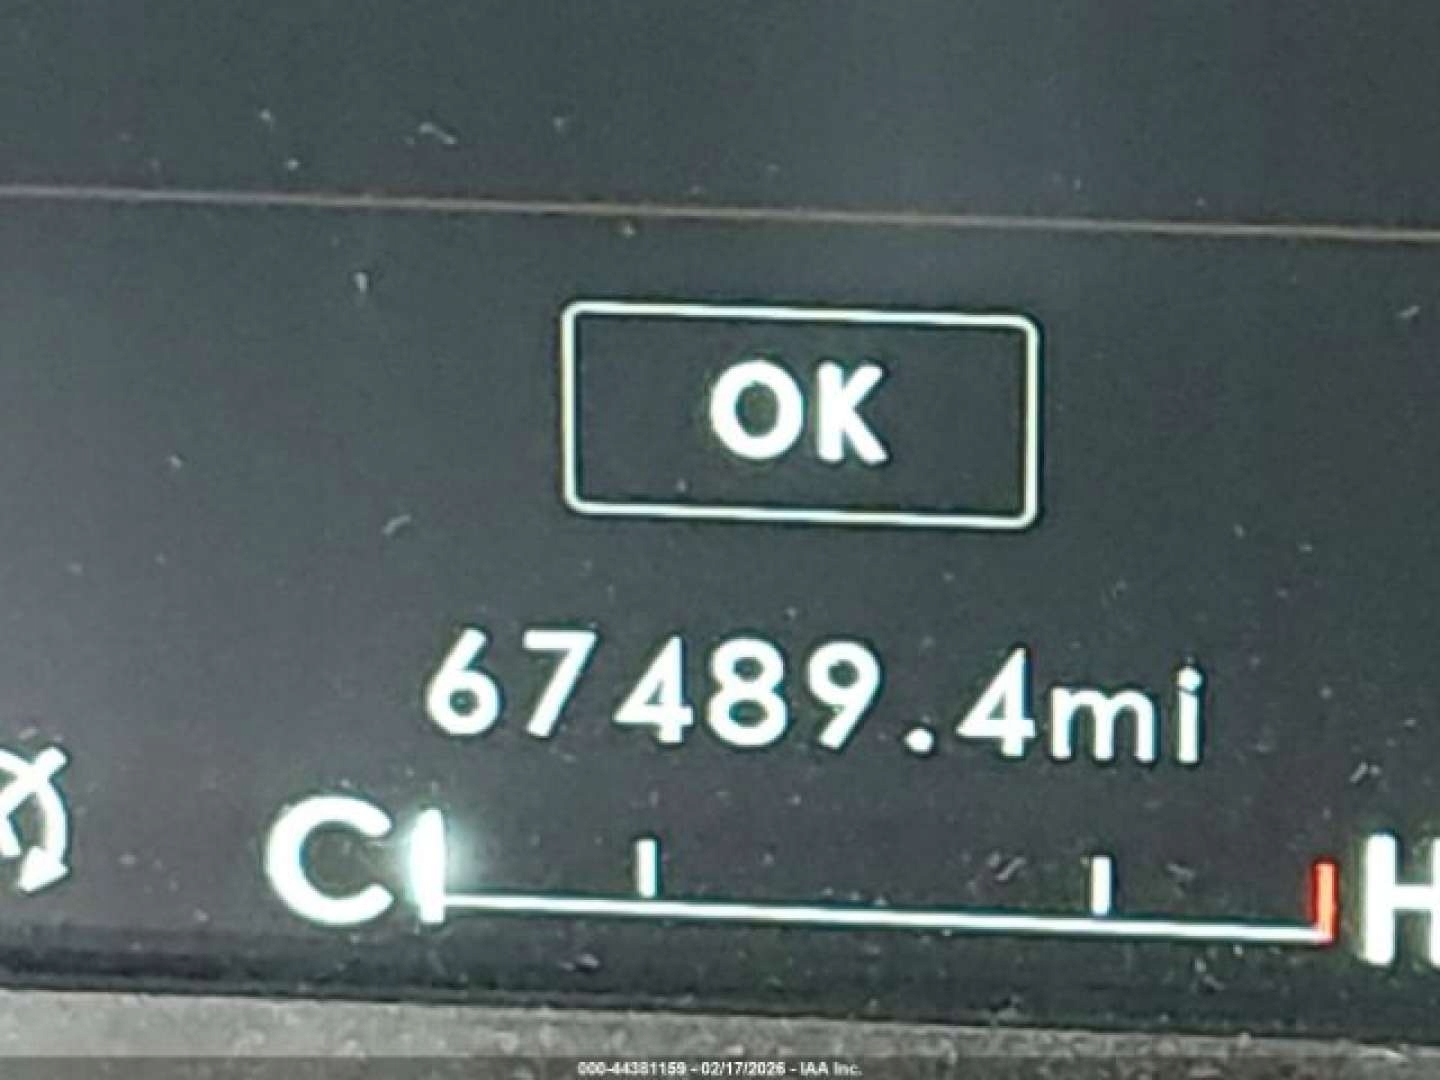 OK
67489.4mi
C H
000-44381159 - 02/17/2026 - IAA Inc.